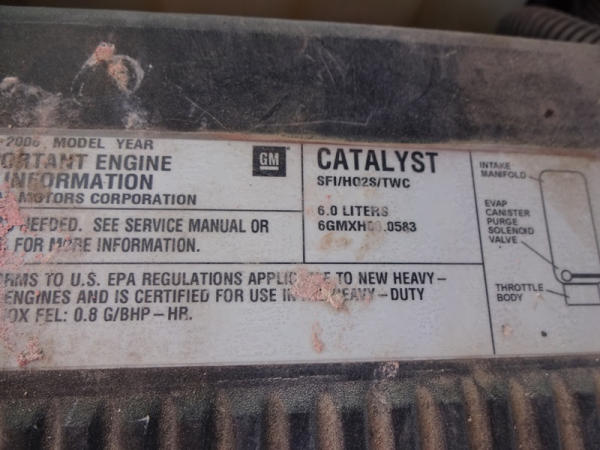 2006 MODEL YEAR
ORTANT ENGINE
INFORMATION
MOTORS CORPORATION
GM
CATALYST
SFI/HO2S/TWC
6.0 LITERS
NEEDED. SEE SERVICE MANUAL OR
FOR MORE INFORMATION.
RMS TO U.S. EPA REGULATIONS TO NEW HEAVY-
ENGINES AND IS CERTIFIED FOR USE IN HEAVY-DUTY
OX FEL: 0.8 G/BHP-HR.
INTAKE
MANIFOLD
EVAP
CANISTER
PURGE
SOLENOID
VALVE
THROTTLE
BODY